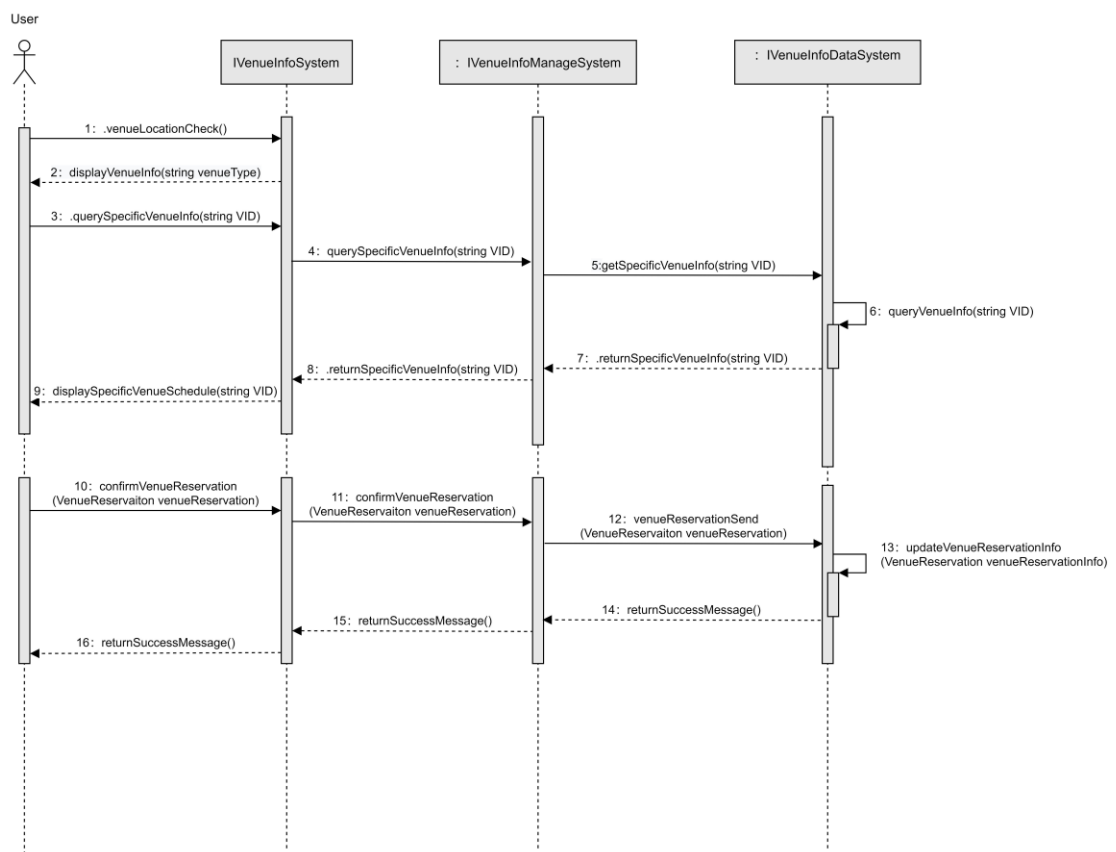 User
IVenueInfoSystem
: IVenueInfoManageSystem
: IVenueInfoDataSystem
1: .venueLocationCheck()
2: displayVenueInfo(string venueType)
3: .querySpecificVenueInfo(string VID)
4: querySpecificVenueInfo(string VID)
5:getSpecificVenueInfo(string VID)
6: queryVenueInfo(string VID)
7: .returnSpecificVenueInfo(string VID)
8: .returnSpecificVenueInfo(string VID)
9: displaySpecificVenueSchedule(string VID)
10: confirmVenueReservation
(VenueReservaiton venueReservation)
11: confirmVenueReservation
(VenueReservaiton venueReservation)
12: venueReservationSend
(VenueReservaiton venueReservation)
13: updateVenueReservationInfo
(VenueReservation venueReservationInfo)
14: returnSuccessMessage()
15: returnSuccessMessage()
16: returnSuccessMessage()